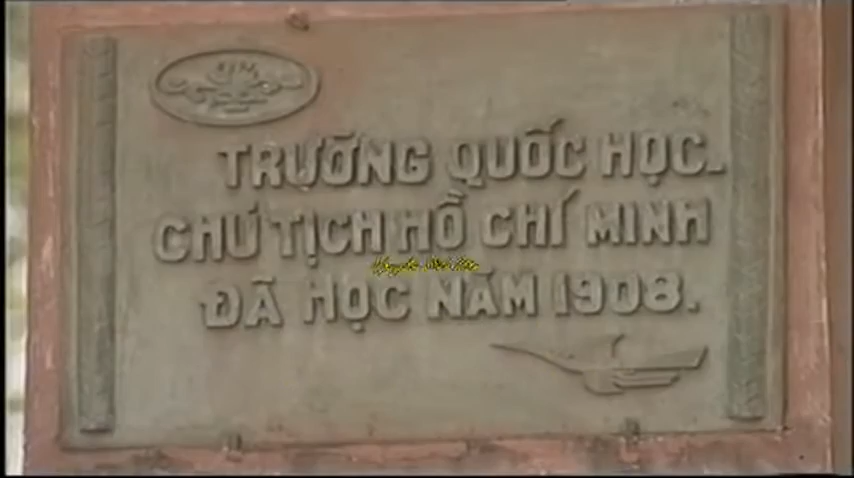 TRƯỜNG QUỐC HỌC.
CHỦ TỊCH HỒ CHÍ MINH
ĐÃ HỌC NĂM 1908.